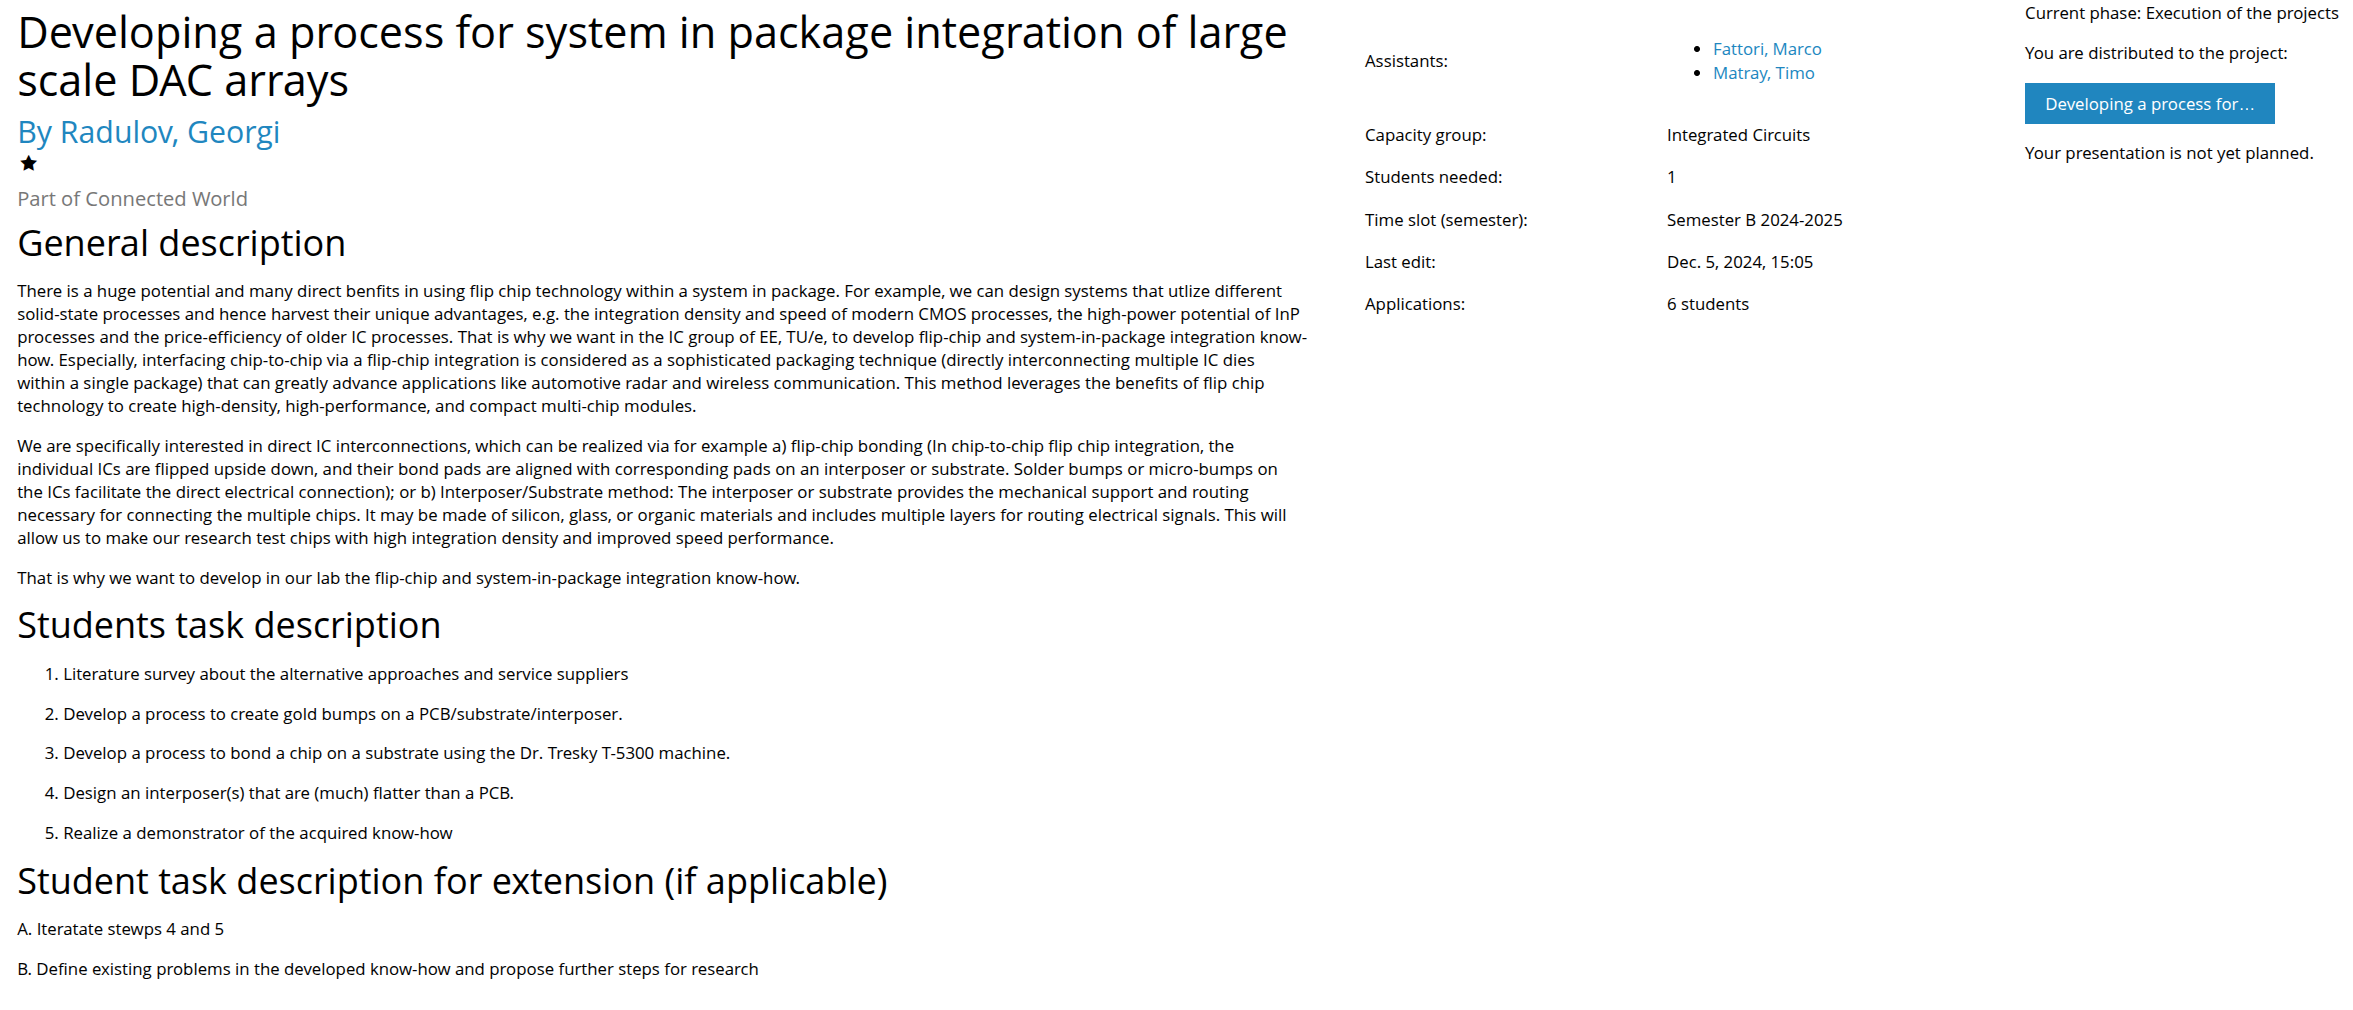 Developing a process for system in package integration of large
scale DAC arrays
By Radulov, Georgi
Part of Connected World
General description
There is a huge potential and many direct benfits in using flip chip technology within a system in package. For example, we can design systems that utlize different
solid-state processes and hence harvest their unique advantages, e.g. the integration density and speed of modern CMOS processes, the high-power potential of InP
processes and the price-efficiency of older IC processes. That is why we want in the IC group of EE, TU/e, to develop flip-chip and system-in-package integration know-
how. Especially, interfacing chip-to-chip via a flip-chip integration is considered as a sophisticated packaging technique (directly interconnecting multiple IC dies
within a single package) that can greatly advance applications like automotive radar and wireless communication. This method leverages the benefits of flip chip
technology to create high-density, high-performance, and compact multi-chip modules.
We are specifically interested in direct IC interconnections, which can be realized via for example a) flip-chip bonding (In chip-to-chip flip chip integration, the
individual ICs are flipped upside down, and their bond pads are aligned with corresponding pads on an interposer or substrate. Solder bumps or micro-bumps on
the ICs facilitate the direct electrical connection); or b) Interposer/Substrate method: The interposer or substrate provides the mechanical support and routing
necessary for connecting the multiple chips. It may be made of silicon, glass, or organic materials and includes multiple layers for routing electrical signals. This will
allow us to make our research test chips with high integration density and improved speed performance.
That is why we want to develop in our lab the flip-chip and system-in-package integration know-how.
Students task description
1. Literature survey about the alternative approaches and service suppliers
2. Develop a process to create gold bumps on a PCB/substrate/interposer.
3. Develop a process to bond a chip on a substrate using the Dr. Tresky T-5300 machine.
4. Design an interposer(s) that are (much) flatter than a PCB.
5. Realize a demonstrator of the acquired know-how
Student task description for extension (if applicable)
A. Iteratate stewps 4 and 5
B. Define existing problems in the developed know-how and propose further steps for research
Assistants:
Fattori, Marco
Matray, Timo
Capacity group: Integrated Circuits
Students needed: 1
Time slot (semester): Semester B 2024-2025
Last edit: Dec. 5, 2024, 15:05
Applications: 6 students
Current phase: Execution of the projects
You are distributed to the project:
Developing a process for…
Your presentation is not yet planned.